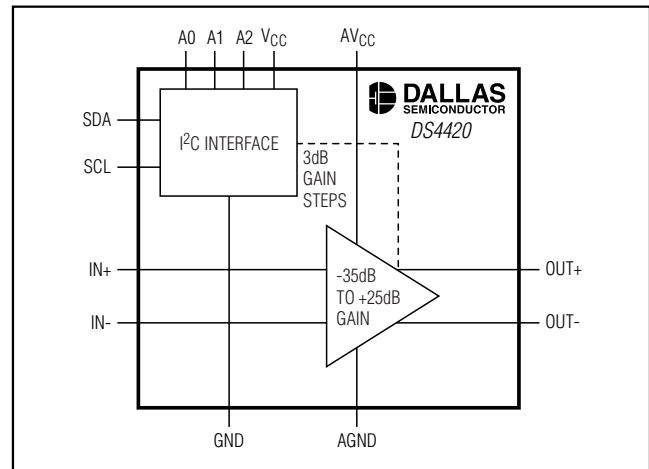 A0 A1 A2 VCC AVCC
DALLAS
SEMICONDUCTOR
DS4420
SDA
I²C INTERFACE
SCL
3dB
GAIN
STEPS
IN+
-35dB
TO +25dB
GAIN
OUT+
IN-
OUT-
GND AGND